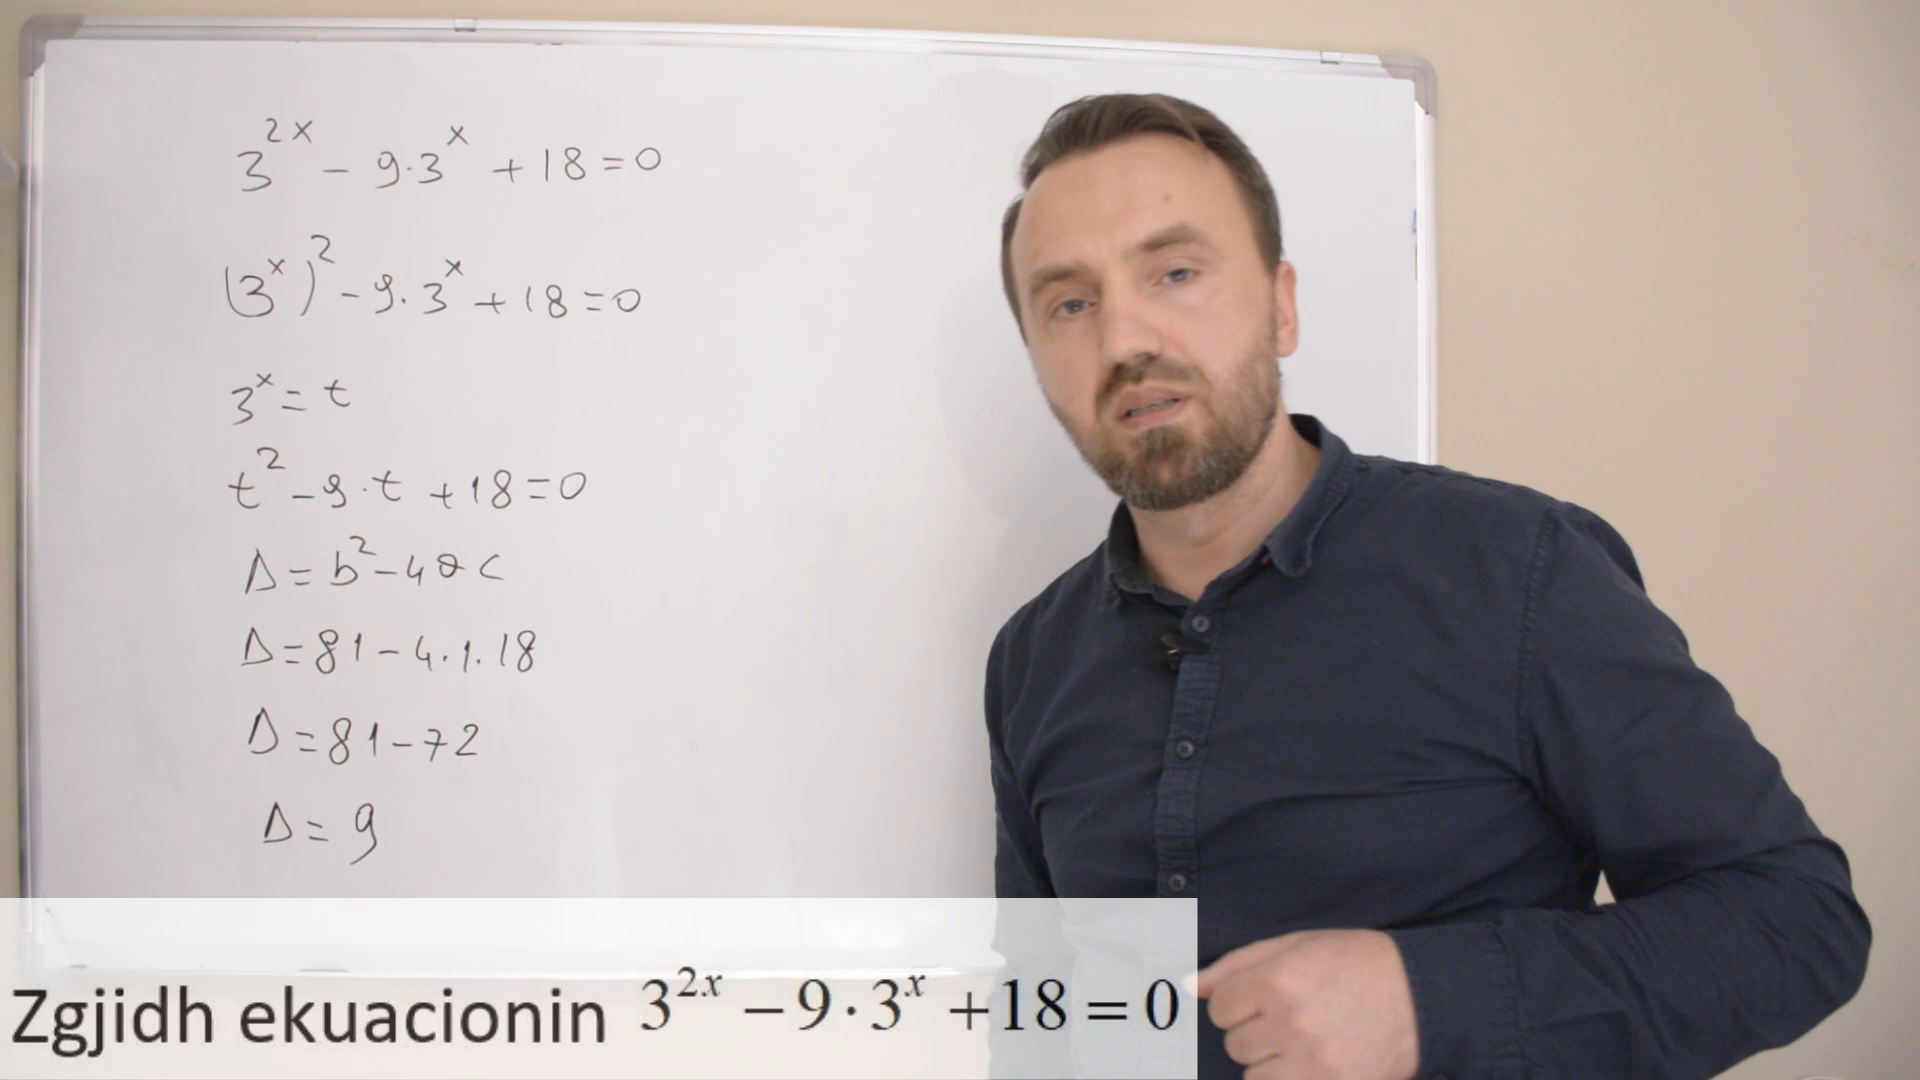 3^{2x} - 9·3^x + 18 = 0
(3^x)^2 - 9·3^x + 18 = 0
3^x = t
t^2 - 9·t + 18 = 0
Δ = b^2 - 4ac
Δ = 81 - 4·1·18
Δ = 81 - 72
Δ = 9
Zgjidh ekuacionin 3^{2x} - 9·3^x + 18 = 0